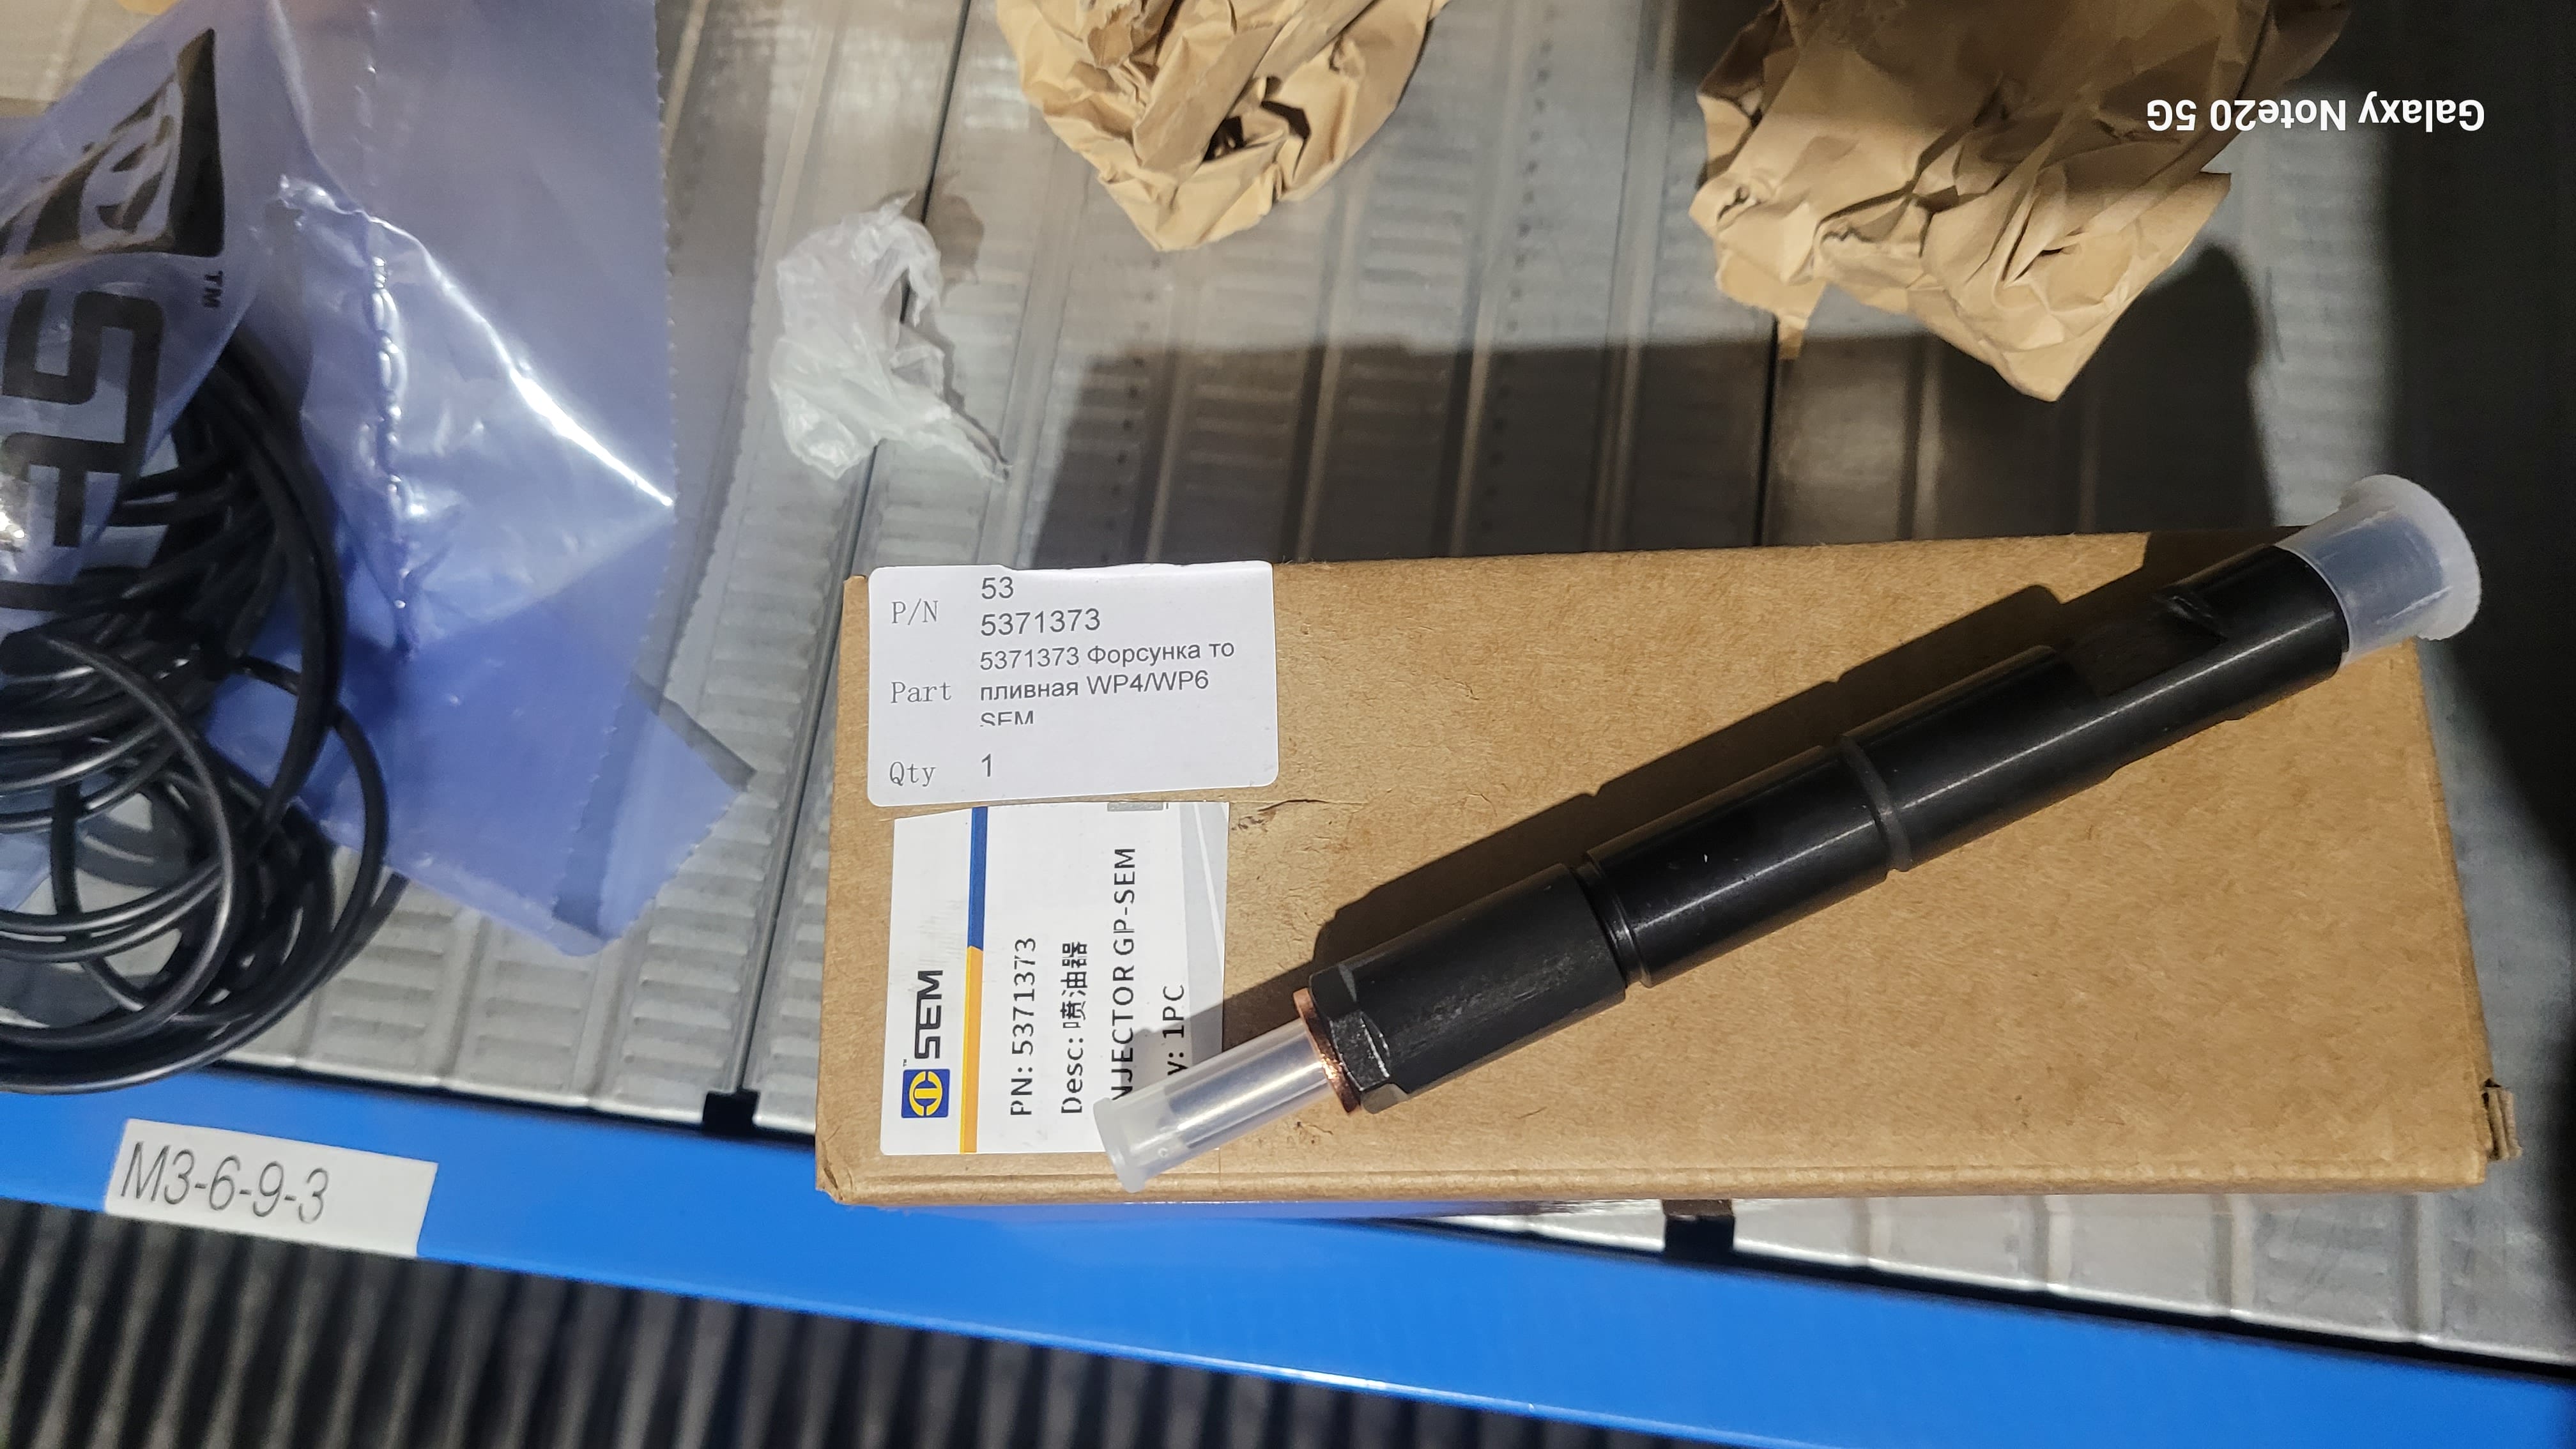 Galaxy Note20 5G
SEM
TM
P/N
53
5371373
Part
5371373 Форсунка то
пливная WP4/WP6
SEM
Qty
1
SEM
PN: 5371373
Desc: 喷油器
NJECTOR GP-SEM
y: 1PC
M3-6-9-3